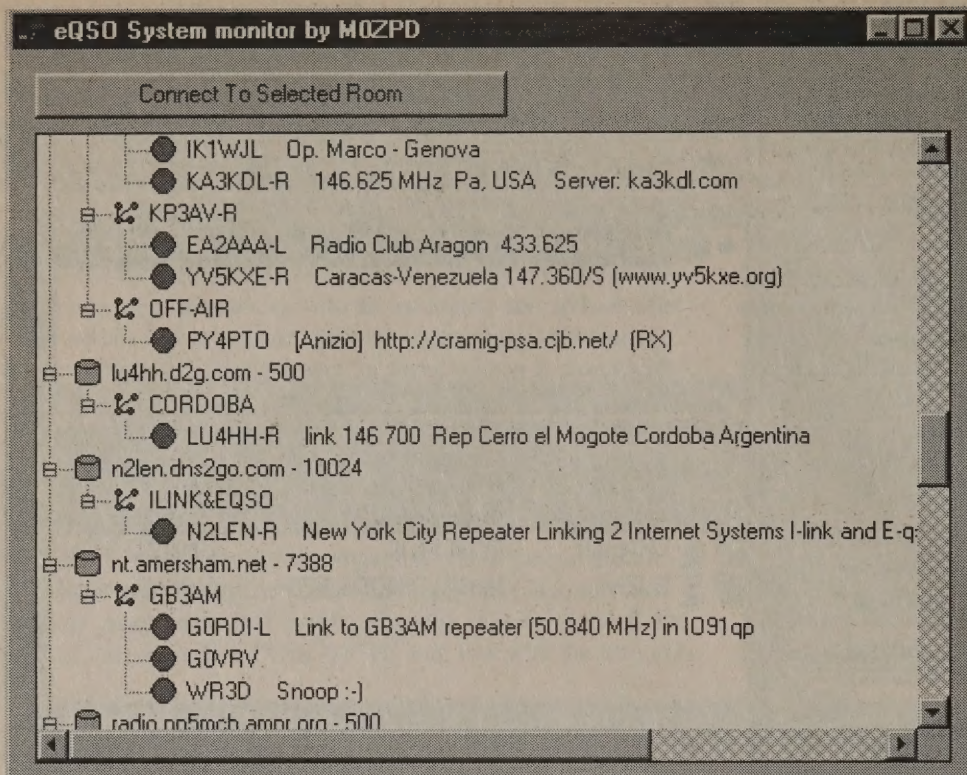 eQSO System monitor by M0ZPD
Connect To Selected Room
IK1WJL Op. Marco - Genova
KA3KDL-R 146.625 MHz Pa, USA Server: ka3kdl.com
KP3AV-R
EA2AAA-L Radio Club Aragon 433.625
YV5KXE-R Caracas-Venezuela 147.360/S (www.yv5kxe.org)
OFF-AIR
PY4PTO [Anizio] http://cramig-psa.cjb.net/ (RX)
lu4hh.d2g.com - 500
CORDOBA
LU4HH-R link 146 700 Rep Cerro el Mogote Cordoba Argentina
n2len.dns2go.com - 10024
ILINK&EQSO
N2LEN-R New York City Repeater Linking 2 Internet Systems I-link and E-q
nt.amersham.net - 7388
GB3AM
G0RDI-L Link to GB3AM repeater (50.840 MHz) in IO91qp
G0VRV
WR3D Snoop :-)
radio.pp5mcb.ampr.org - 500